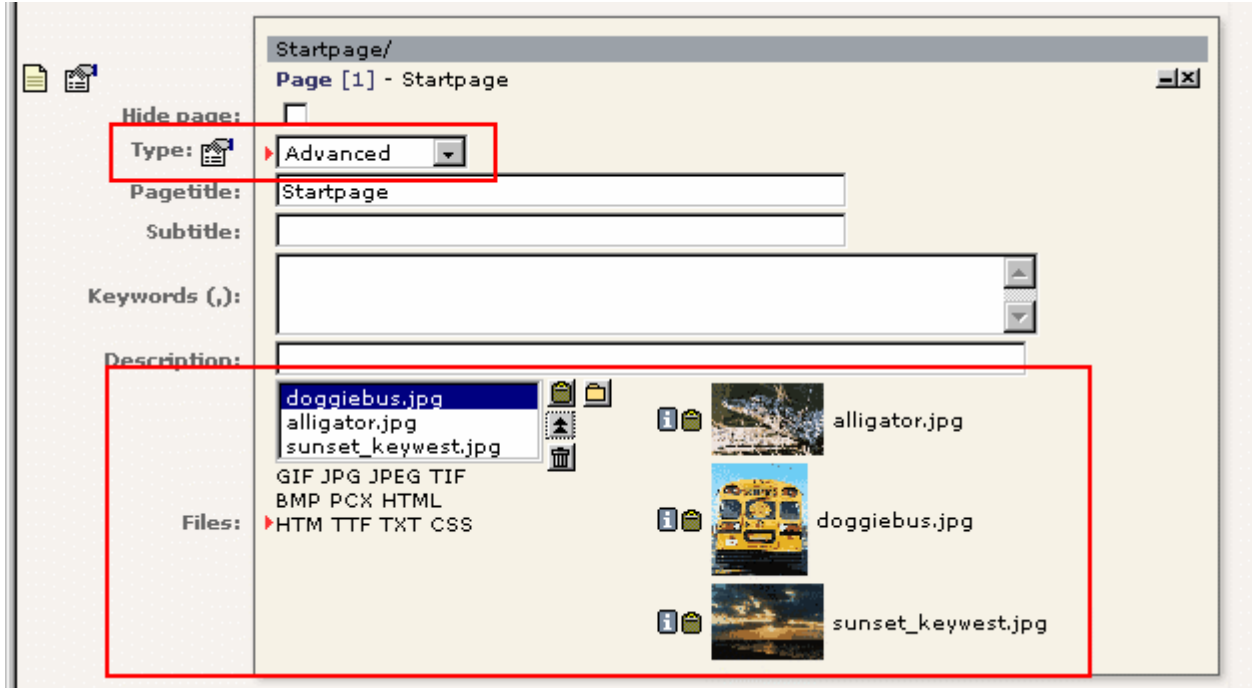 Startpage/
Page [1] - Startpage
Hide page:
Type: Advanced
Pagetitle: Startpage
Subtitle:
Keywords (,):
Description:
doggiebus.jpg
alligator.jpg
sunset_keywest.jpg
GIF JPG JPEG TIF
BMP PCX HTML
HTM TTF TXT CSS
Files:
alligator.jpg
doggiebus.jpg
sunset_keywest.jpg